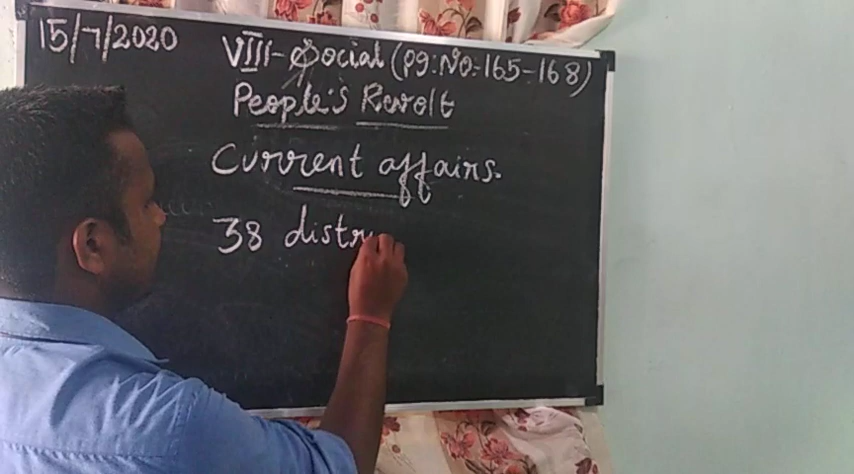 15/7/2020
VIII-Social (pg.No:-165-168)
People's Revolt
Current affairs.
38 distr